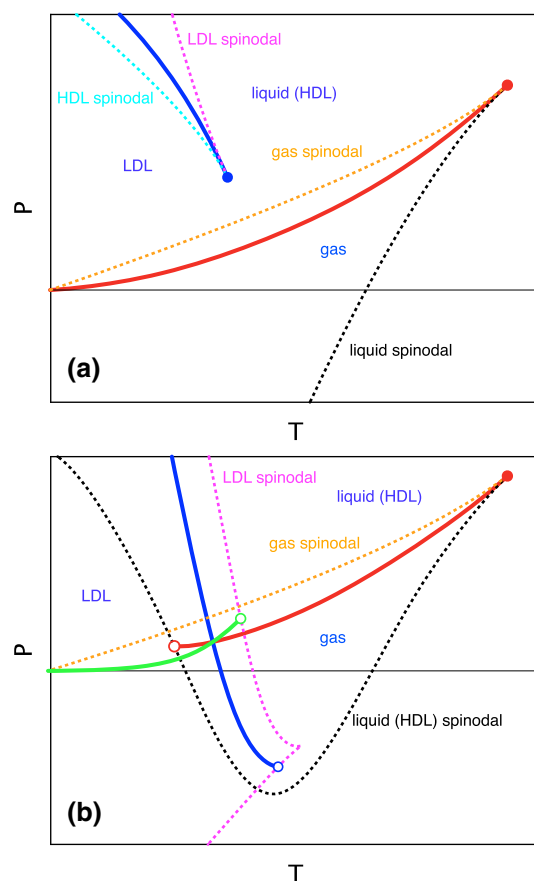 LDL spinodal
HDL spinodal
liquid (HDL)
gas spinodal
LDL
P
gas
liquid spinodal
(a)
T
LDL spinodal
liquid (HDL)
gas spinodal
LDL
P
gas
liquid (HDL) spinodal
(b)
T